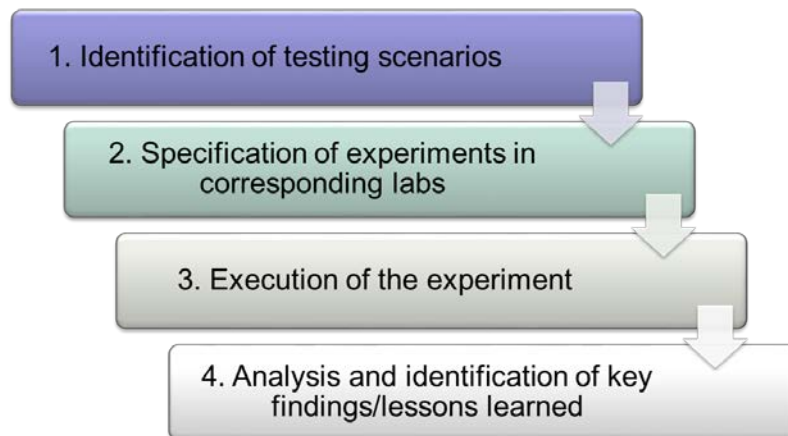 1. Identification of testing scenarios
2. Specification of experiments in
corresponding labs
3. Execution of the experiment
4. Analysis and identification of key
findings/lessons learned